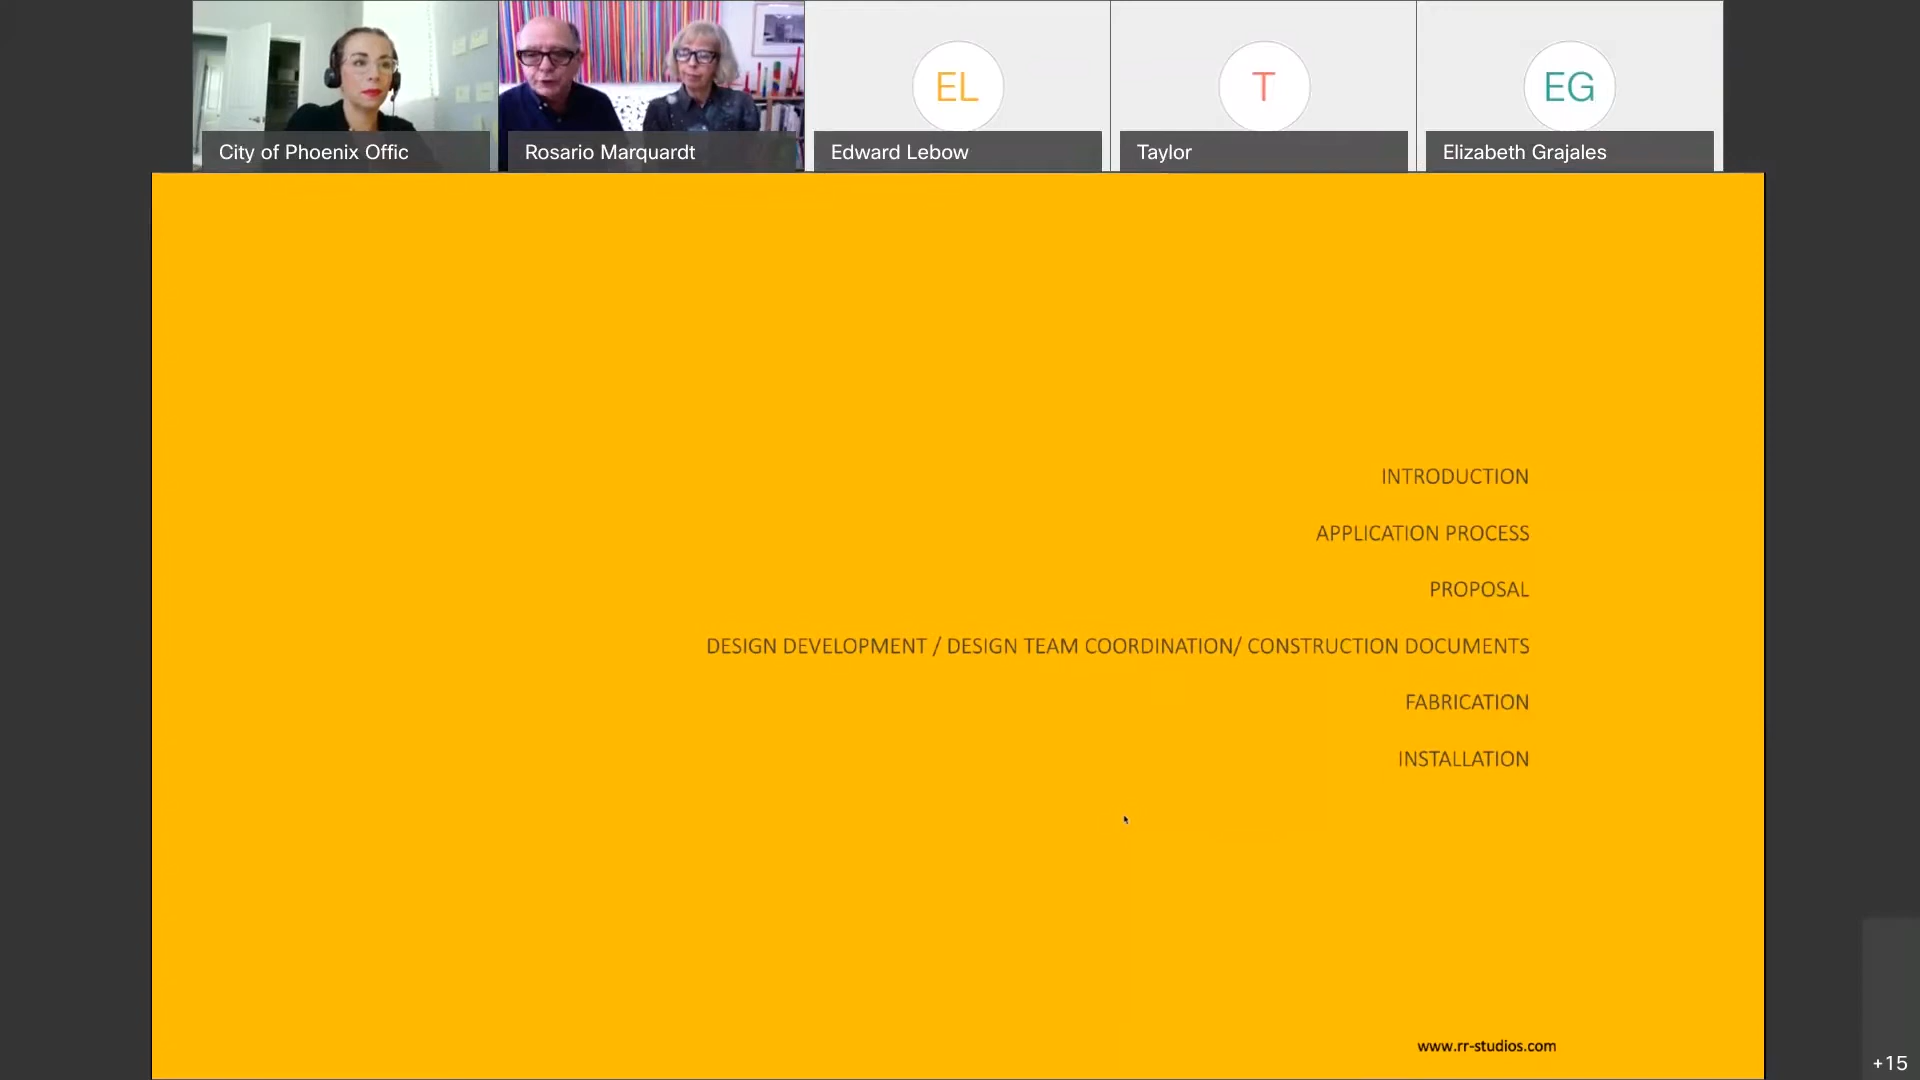 City of Phoenix Offic
Rosario Marquardt
EL
Edward Lebow
T
Taylor
EG
Elizabeth Grajales
INTRODUCTION
APPLICATION PROCESS
PROPOSAL
DESIGN DEVELOPMENT / DESIGN TEAM COORDINATION/ CONSTRUCTION DOCUMENTS
FABRICATION
INSTALLATION
www.rr-studios.com
+15